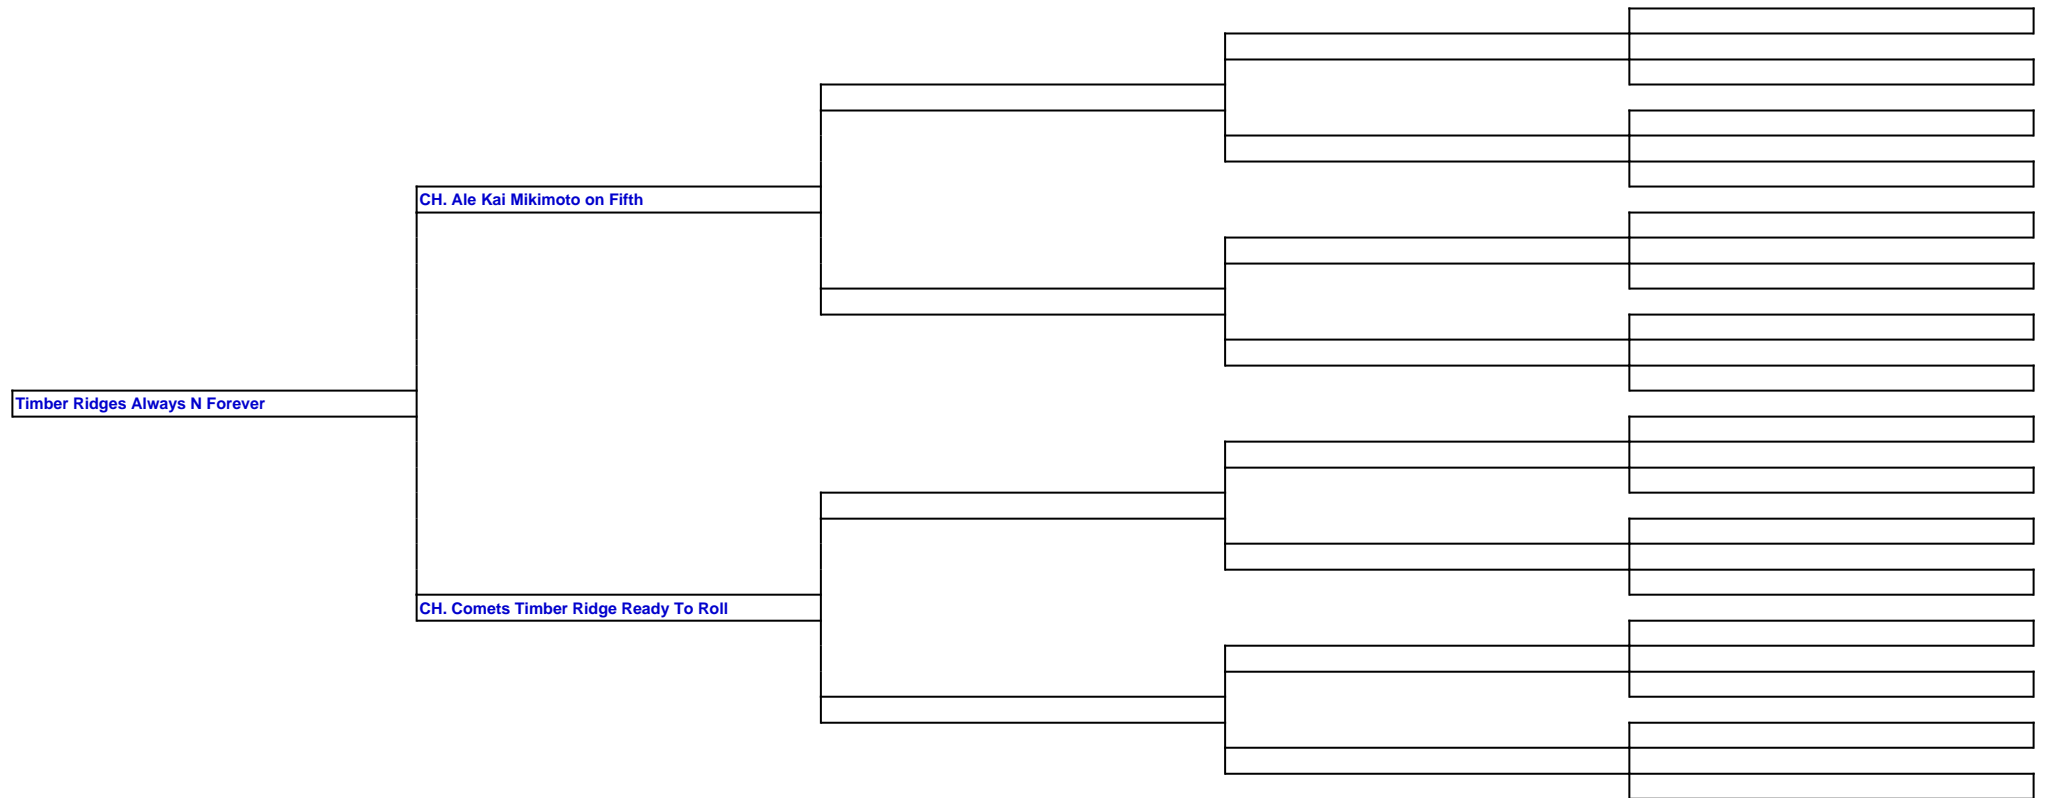 CH. Ale Kai Mikimoto on Fifth
Timber Ridges Always N Forever
CH. Comets Timber Ridge Ready To Roll